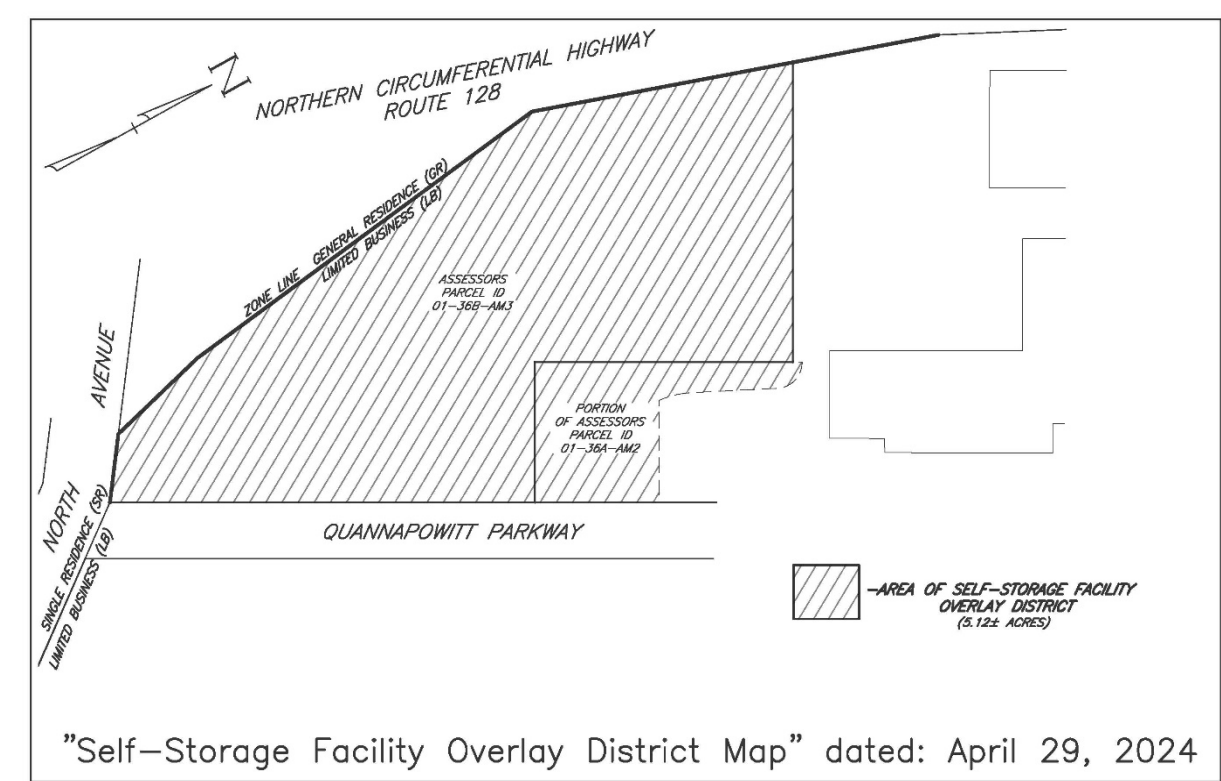 N
NORTHERN CIRCUMFERENTIAL HIGHWAY
ROUTE 128
ZONE LINE GENERAL RESIDENCE (GR)
LIMITED BUSINESS (LB)
ASSESSORS
PARCEL ID
01-36B-AM3
NORTH AVENUE
PORTION
OF ASSESSORS
PARCEL ID
01-36A-AM2
SINGLE RESIDENCE (SR)
LIMITED BUSINESS (LB)
QUANNAPOWITT PARKWAY
-AREA OF SELF-STORAGE FACILITY
OVERLAY DISTRICT
(5.12± ACRES)
"Self-Storage Facility Overlay District Map" dated: April 29, 2024